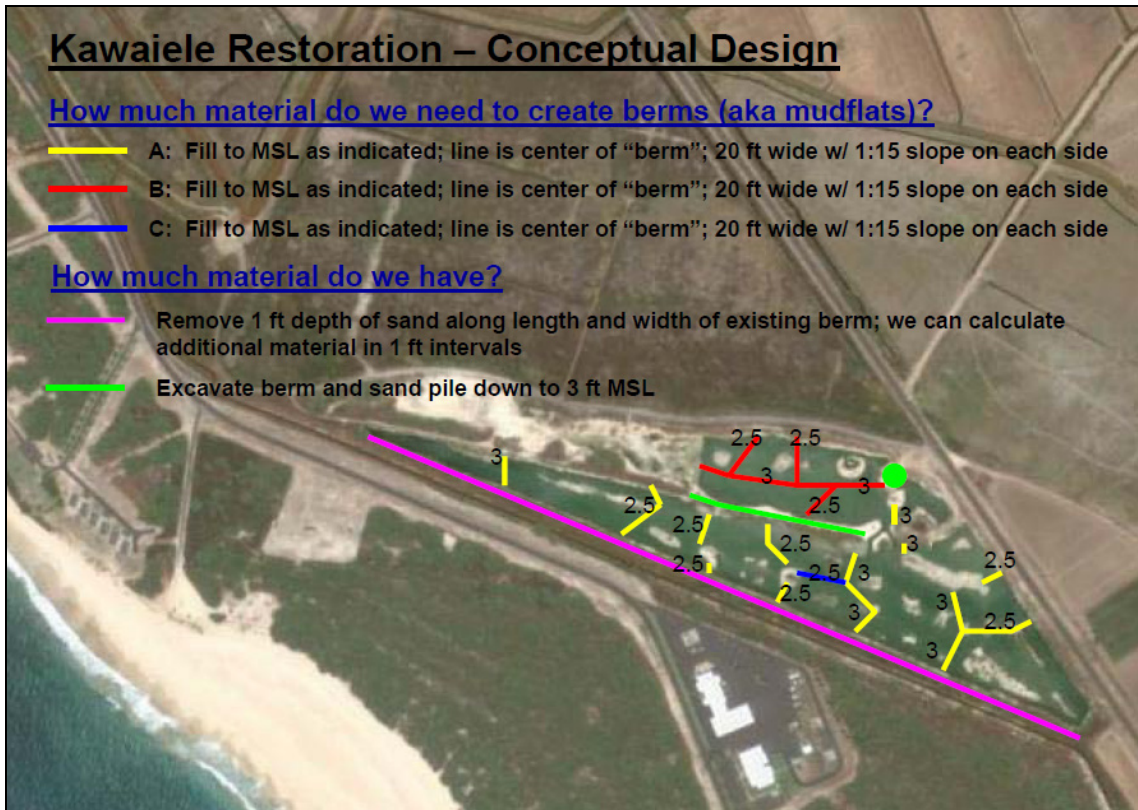 Kawaiele Restoration – Conceptual Design
How much material do we need to create berms (aka mudflats)?
A: Fill to MSL as indicated; line is center of “berm”; 20 ft wide w/ 1:15 slope on each side
B: Fill to MSL as indicated; line is center of “berm”; 20 ft wide w/ 1:15 slope on each side
C: Fill to MSL as indicated; line is center of “berm”; 20 ft wide w/ 1:15 slope on each side
How much material do we have?
Remove 1 ft depth of sand along length and width of existing berm; we can calculate
additional material in 1 ft intervals
Excavate berm and sand pile down to 3 ft MSL
2.5 2.5
3 3 3
2.5 2.5 2.5 3
2.5 3
2.5 2.5 3 2.5
2.5 3 3 2.5
3